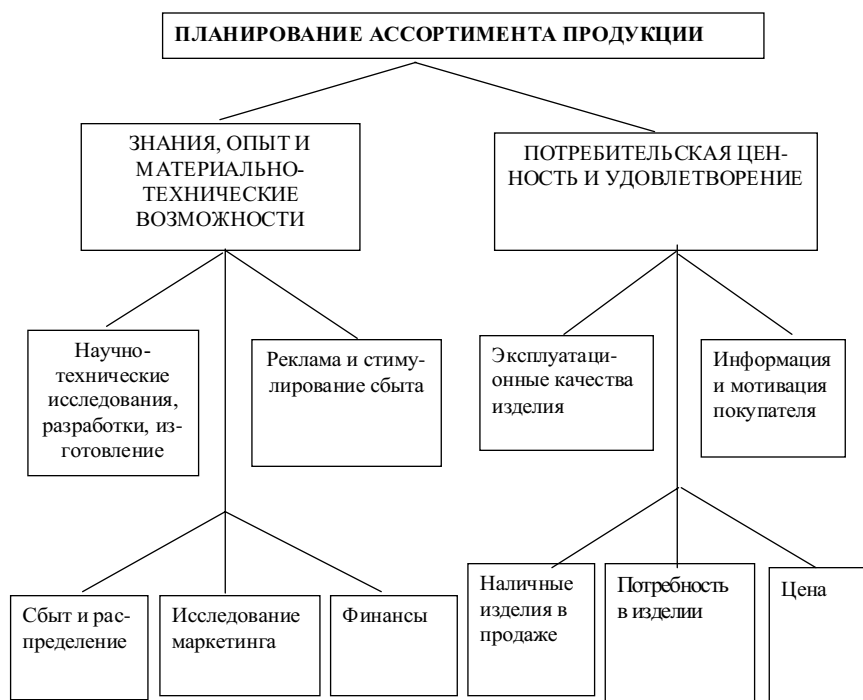 ПЛАНИРОВАНИЕ АССОРТИМЕНТА ПРОДУКЦИИ
ЗНАНИЯ, ОПЫТ И
МАТЕРИАЛЬНО-
ТЕХНИЧЕСКИЕ
ВОЗМОЖНОСТИ
ПОТРЕБИТЕЛЬСКАЯ ЦЕН-
НОСТЬ И УДОВЛЕТВОРЕНИЕ
Научно-
технические
исследования,
разработки, из-
готовление
Реклама и стиму-
лирование сбыта
Эксплуатаци-
онные качества
изделия
Информация
и мотивация
покупателя
Сбыт и рас-
пределение
Исследование
маркетинга
Финансы
Наличные
изделия в
продаже
Потребность
в изделии
Цена